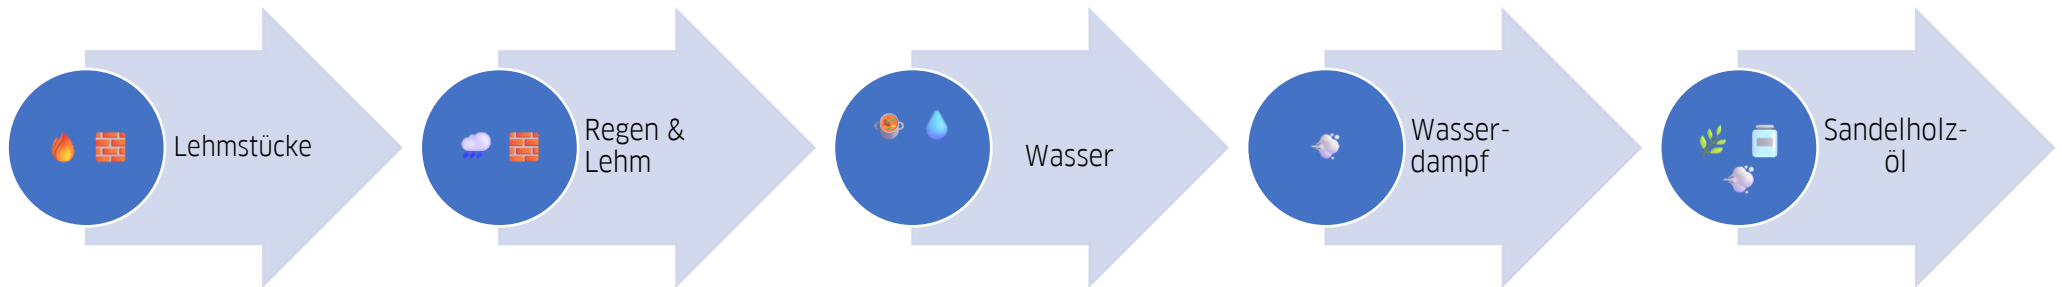 Lehmstücke
Regen &
Lehm
Wasser
Wasser-
dampf
Sandelholz-
öl